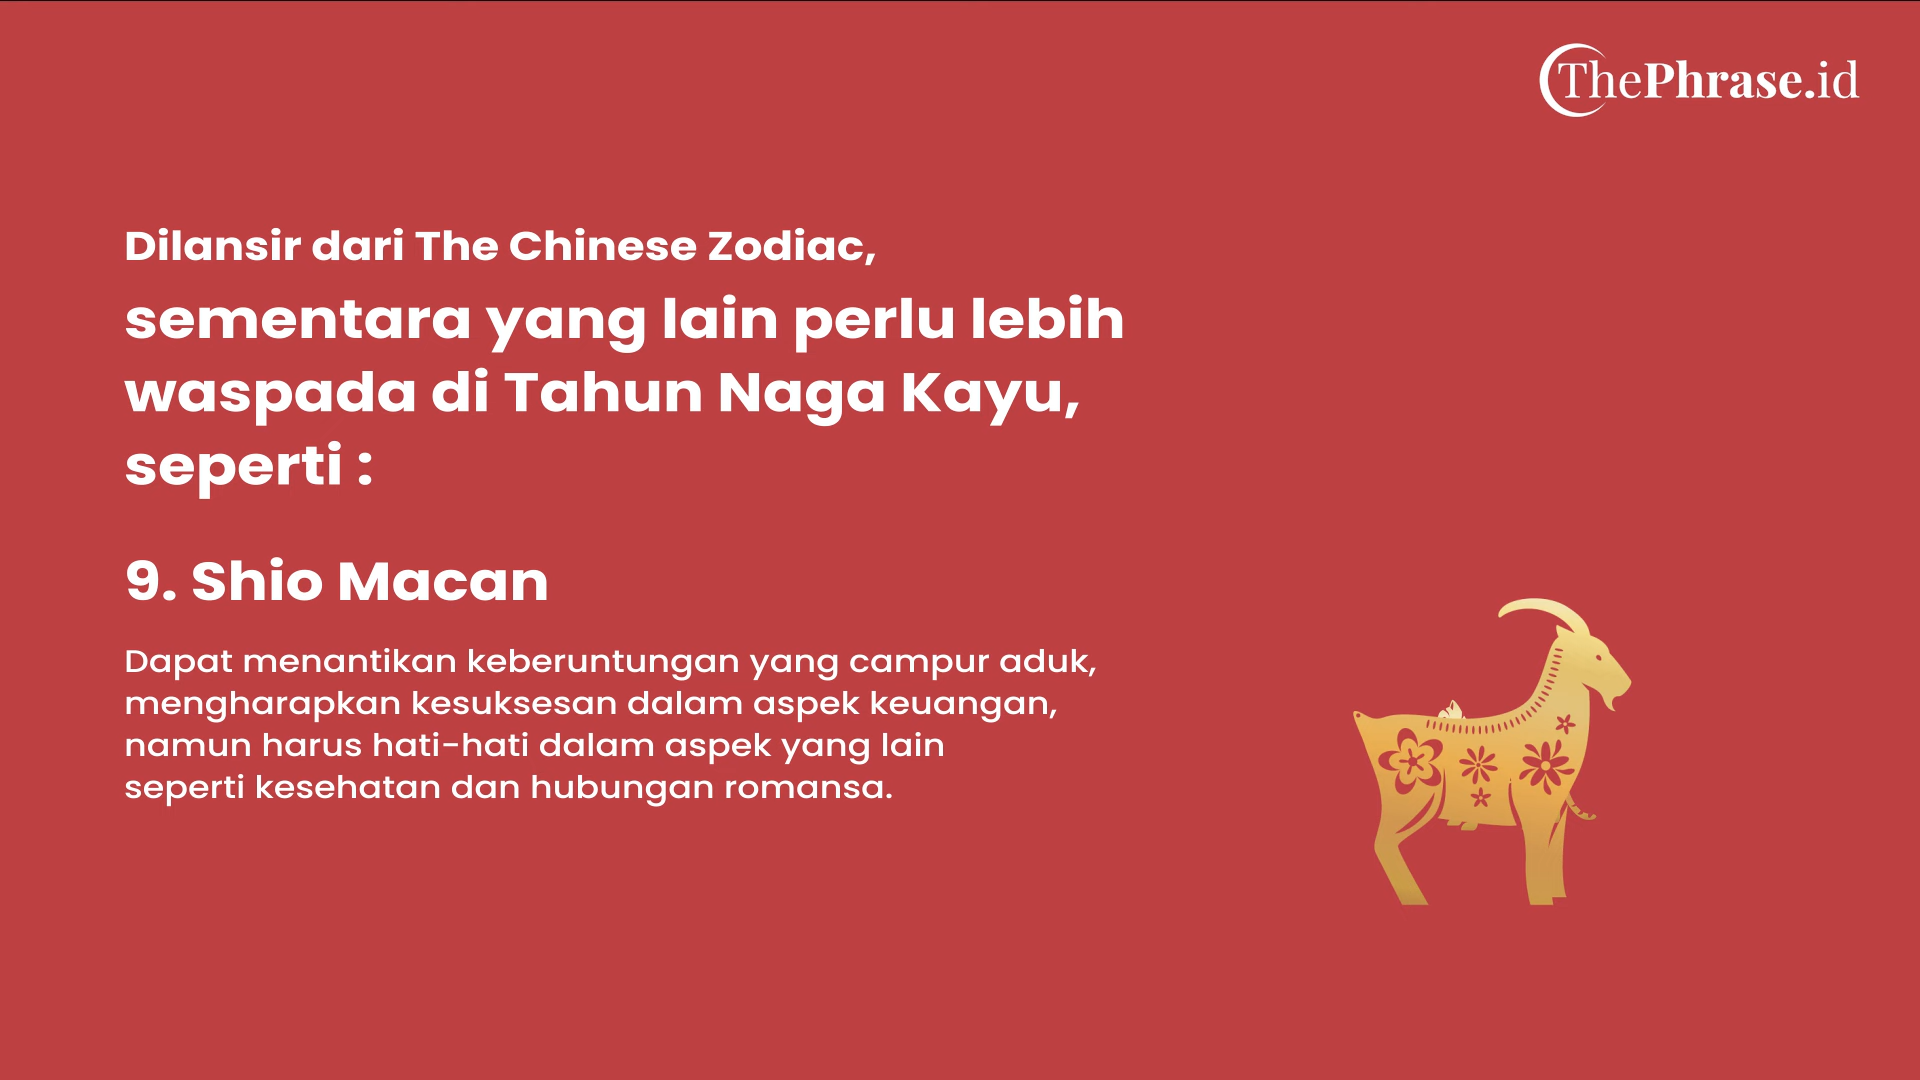 ThePhrase.id
Dilansir dari The Chinese Zodiac,
sementara yang lain perlu lebih
waspada di Tahun Naga Kayu,
seperti :
9. Shio Macan
Dapat menantikan keberuntungan yang campur aduk,
mengharapkan kesuksesan dalam aspek keuangan,
namun harus hati-hati dalam aspek yang lain
seperti kesehatan dan hubungan romansa.